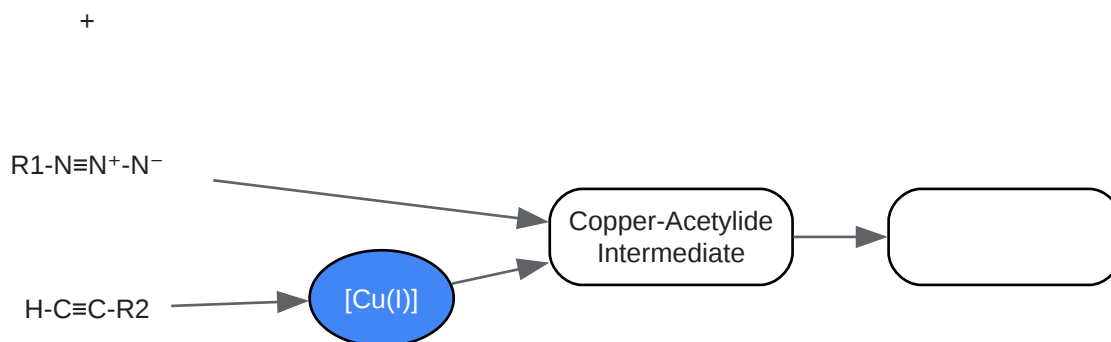 +
R1-N≡N⁺-N⁻
Copper-Acetylide
Intermediate
[Cu(I)]
H-C≡C-R2